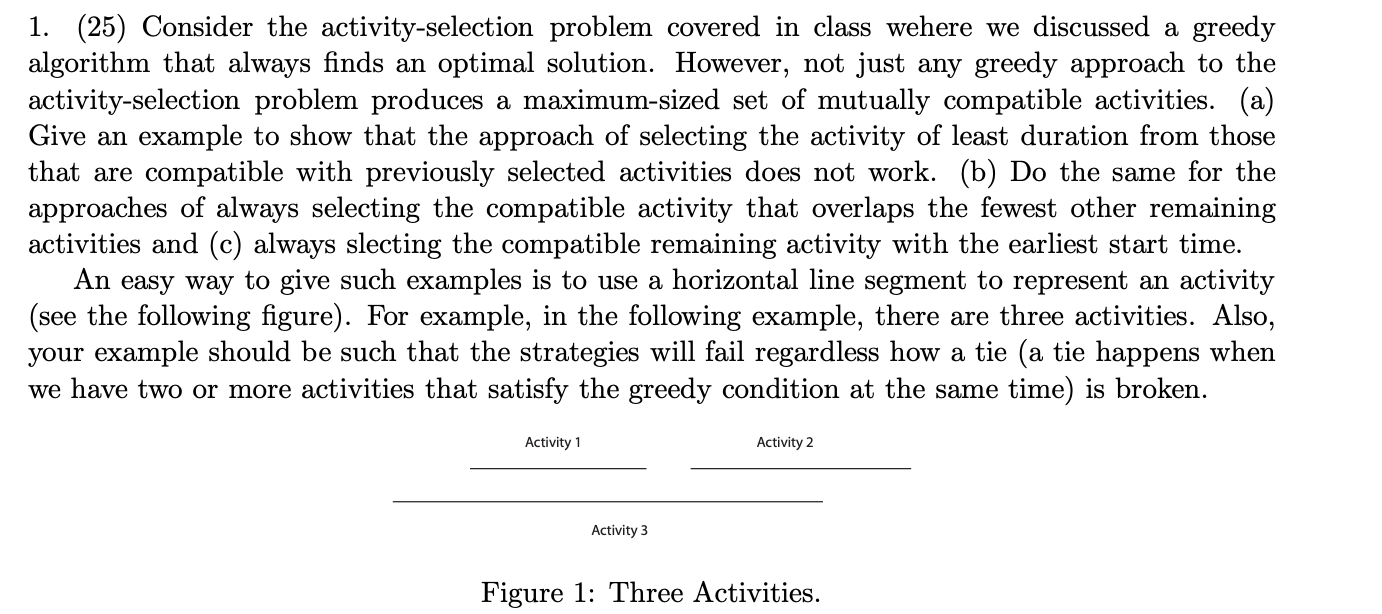 1. (25) Consider the activity-selection problem covered in class wehere we discussed a greedy
algorithm that always finds an optimal solution. However, not just any greedy approach to the
activity-selection problem produces a maximum-sized set of mutually compatible activities. (a)
Give an example to show that the approach of selecting the activity of least duration from those
that are compatible with previously selected activities does not work. (b) Do the same for the
approaches of always selecting the compatible activity that overlaps the fewest other remaining
activities and (c) always slecting the compatible remaining activity with the earliest start time.
An easy way to give such examples is to use a horizontal line segment to represent an activity
(see the following figure). For example, in the following example, there are three activities. Also,
your example should be such that the strategies will fail regardless how a tie (a tie happens when
we have two or more activities that satisfy the greedy condition at the same time) is broken.
Activity 1 Activity 2
Activity 3
Figure 1: Three Activities.